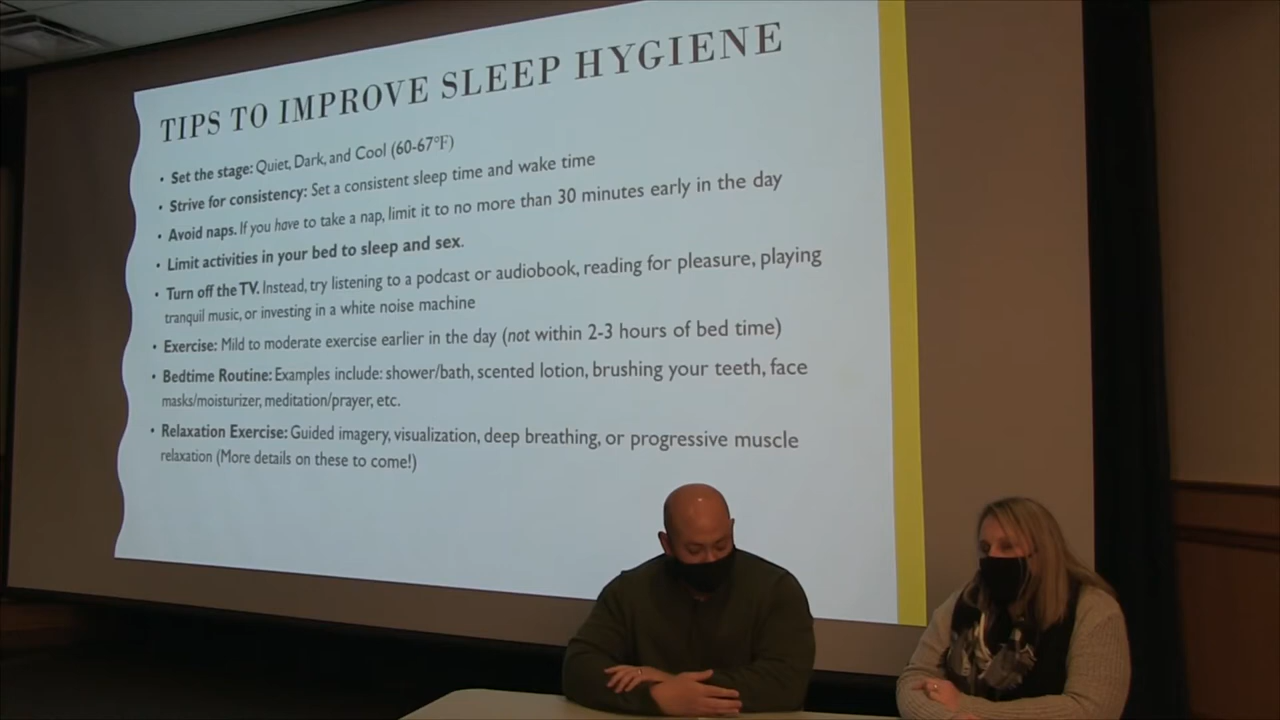 TIPS TO IMPROVE SLEEP HYGIENE
• Set the stage: Quiet, Dark, and Cool (60-67°F)
• Strive for consistency: Set a consistent sleep time and wake time
• Avoid naps. If you have to take a nap, limit it to no more than 30 minutes early in the day
• Limit activities in your bed to sleep and sex.
• Turn off the TV. Instead, try listening to a podcast or audiobook, reading for pleasure, playing
tranquil music, or investing in a white noise machine
• Exercise: Mild to moderate exercise earlier in the day (not within 2-3 hours of bed time)
• Bedtime Routine: Examples include: shower/bath, scented lotion, brushing your teeth, face
masks/moisturizer, meditation/prayer, etc.
• Relaxation Exercise: Guided imagery, visualization, deep breathing, or progressive muscle
relaxation (More details on these to come!)